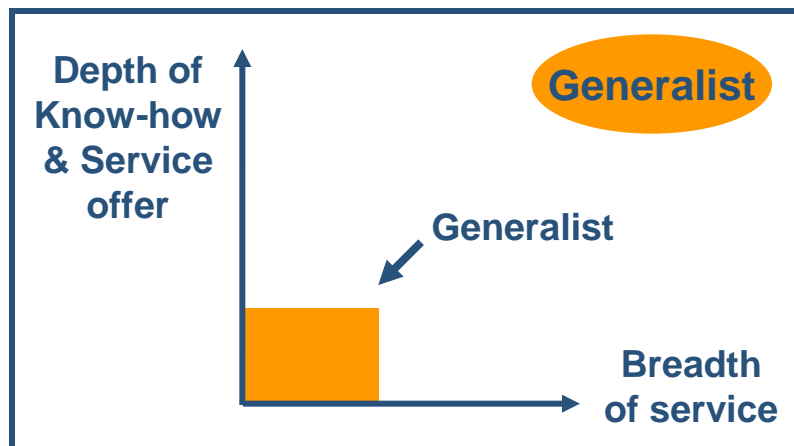 Depth of
Know-how
& Service
offer
Generalist
Generalist
Breadth
of service